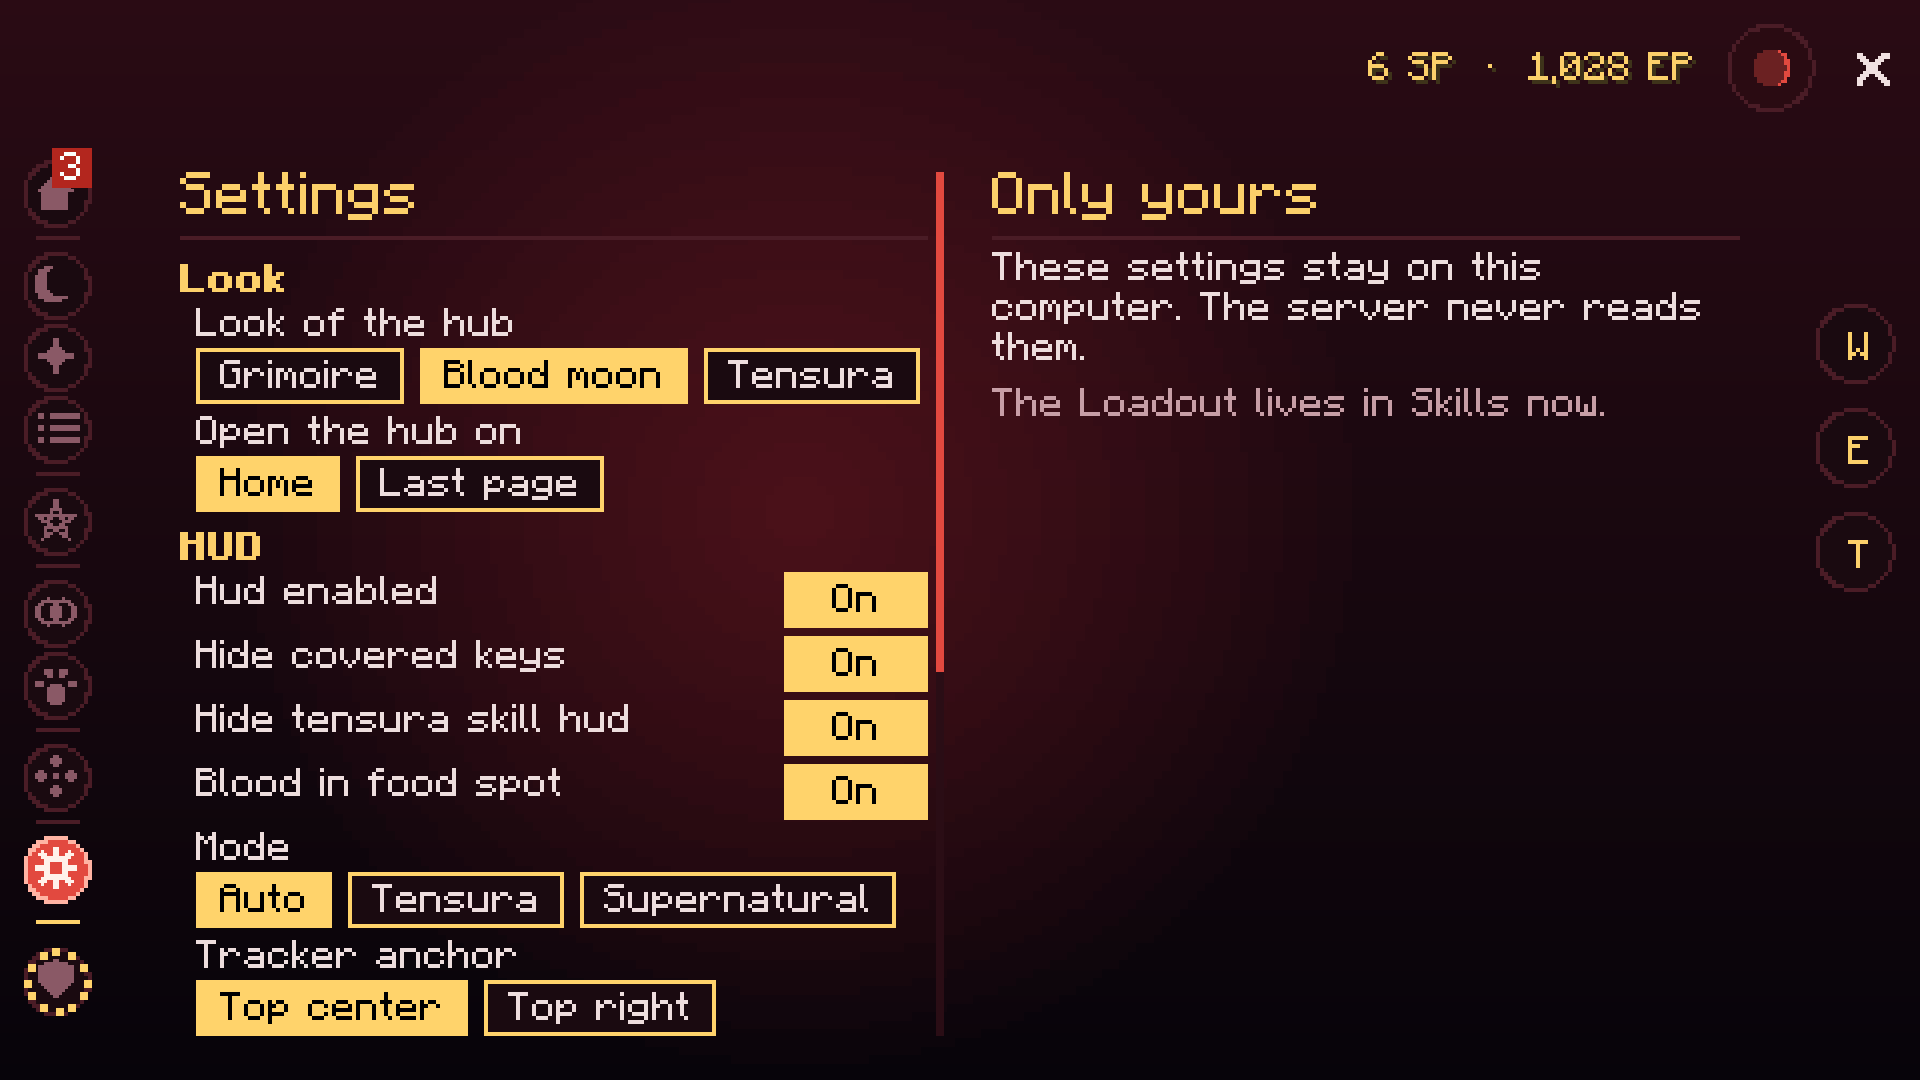 6 SP · 1,028 EP
3
Settings
Look
Look of the hub
Grimoire Blood moon Tensura
Open the hub on
Home Last page
HUD
Hud enabled On
Hide covered keys On
Hide tensura skill hud On
Blood in food spot On
Mode
Auto Tensura Supernatural
Tracker anchor
Top center Top right
Only yours
These settings stay on this
computer. The server never reads
them.
The Loadout lives in Skills now.
W
E
T